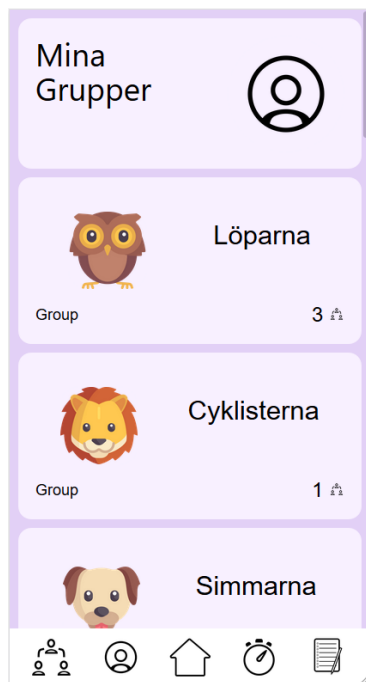 Mina
Grupper
Löparna
Group
3
Cyklisterna
Group
1
Simmarna